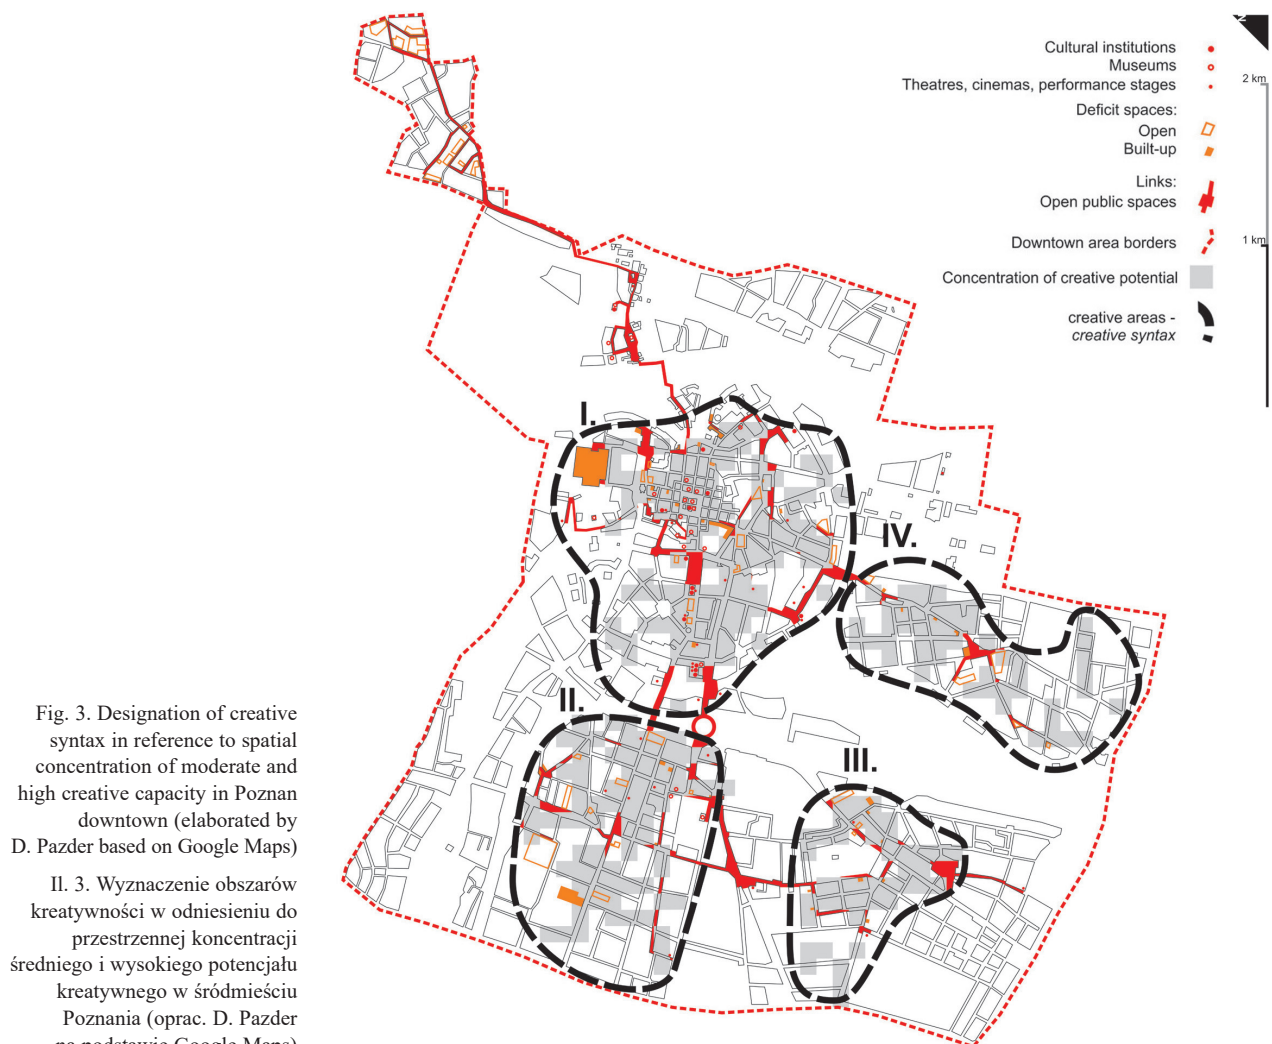 N
Cultural institutions
Museums
Theatres, cinemas, performance stages
Deficit spaces:
Open
Built-up
Links:
Open public spaces
Downtown area borders
Concentration of creative potential
creative areas -
creative syntax
2 km
1 km
I.
IV.
II.
III.
Fig. 3. Designation of creative
syntax in reference to spatial
concentration of moderate and
high creative capacity in Poznan
downtown (elaborated by
D. Pazder based on Google Maps)
Il. 3. Wyznaczenie obszarów
kreatywności w odniesieniu do
przestrzennej koncentracji
średniego i wysokiego potencjału
kreatywnego w śródmieściu
Poznania (oprac. D. Pazder
na podstawie Google Maps)